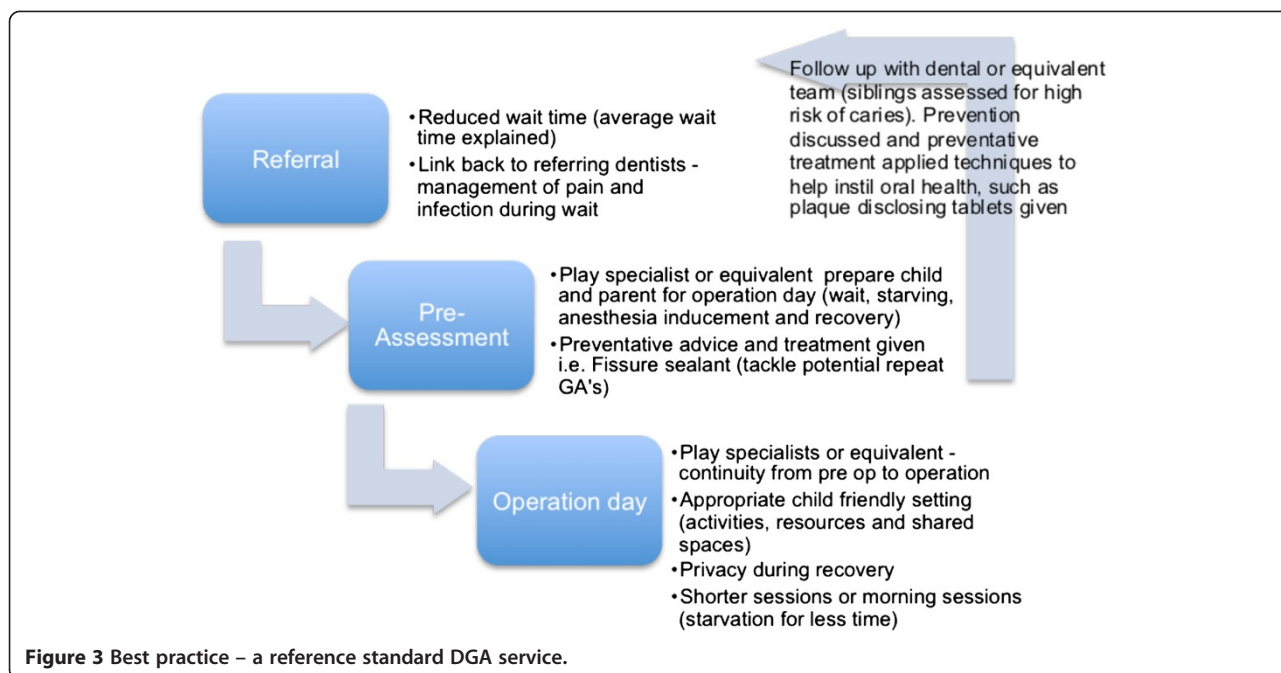 Referral
•Reduced wait time (average wait
time explained)
•Link back to referring dentists -
management of pain and
infection during wait
Follow up with dental or equivalent
team (siblings assessed for high
risk of caries). Prevention
discussed and preventative
treatment applied techniques to
help instil oral health, such as
plaque disclosing tablets given
Pre-
Assessment
•Play specialist or equivalent prepare child
and parent for operation day (wait, starving,
anesthesia inducement and recovery)
•Preventative advice and treatment given
i.e. Fissure sealant (tackle potential repeat
GA's)
Operation day
•Play specialists or equivalent -
continuity from pre op to operation
•Appropriate child friendly setting
(activities, resources and shared
spaces)
•Privacy during recovery
•Shorter sessions or morning sessions
(starvation for less time)
Figure 3 Best practice – a reference standard DGA service.